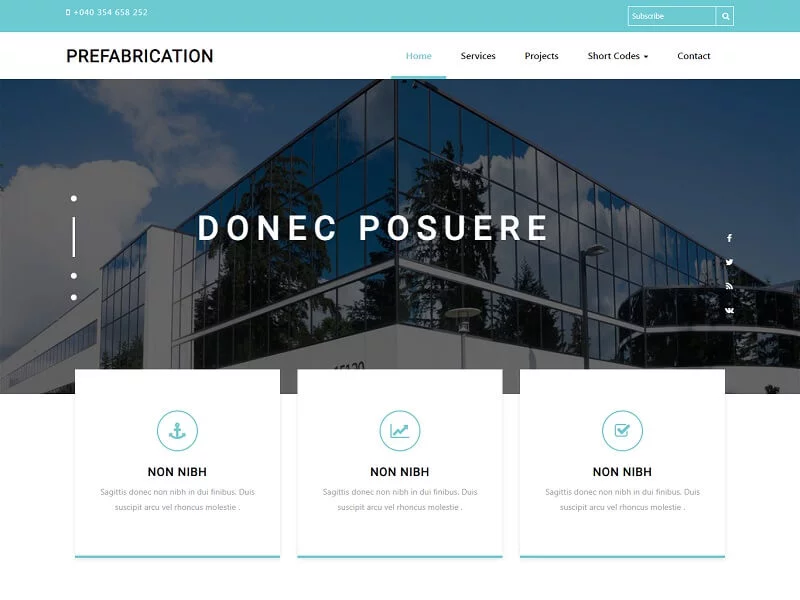 +040 354 658 252
Subscribe
PREFABRICATION
Home Services Projects Short Codes Contact
DONEC POSUERE
NON NIBH
Sagittis donec non nibh in dui finibus. Duis
suscipit arcu vel rhoncus molestie .
NON NIBH
Sagittis donec non nibh in dui finibus. Duis
suscipit arcu vel rhoncus molestie .
NON NIBH
Sagittis donec non nibh in dui finibus. Duis
suscipit arcu vel rhoncus molestie .